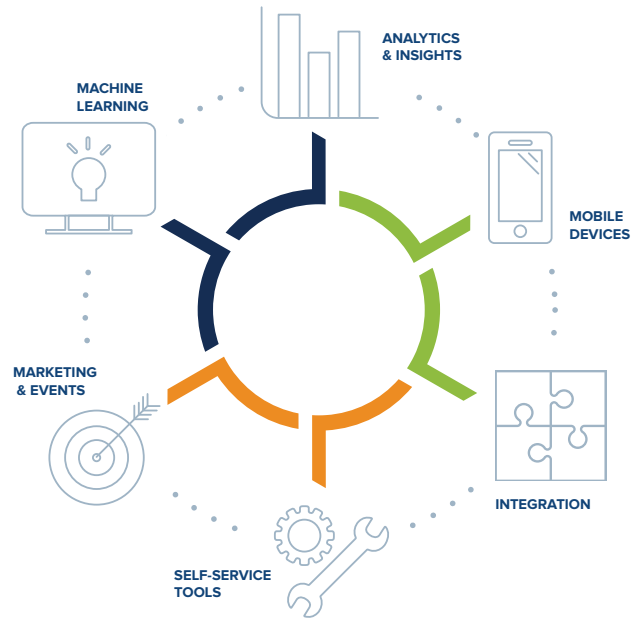 ANALYTICS
& INSIGHTS
MACHINE
LEARNING
MOBILE
DEVICES
MARKETING
& EVENTS
INTEGRATION
SELF-SERVICE
TOOLS